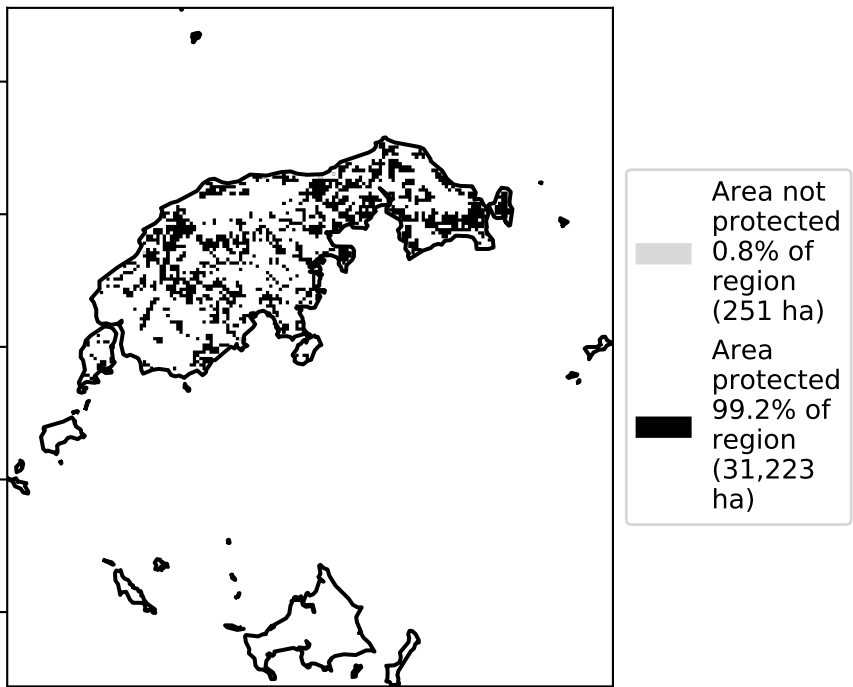 Area not
protected
0.8% of
region
(251 ha)
Area
protected
99.2% of
region
(31,223
ha)